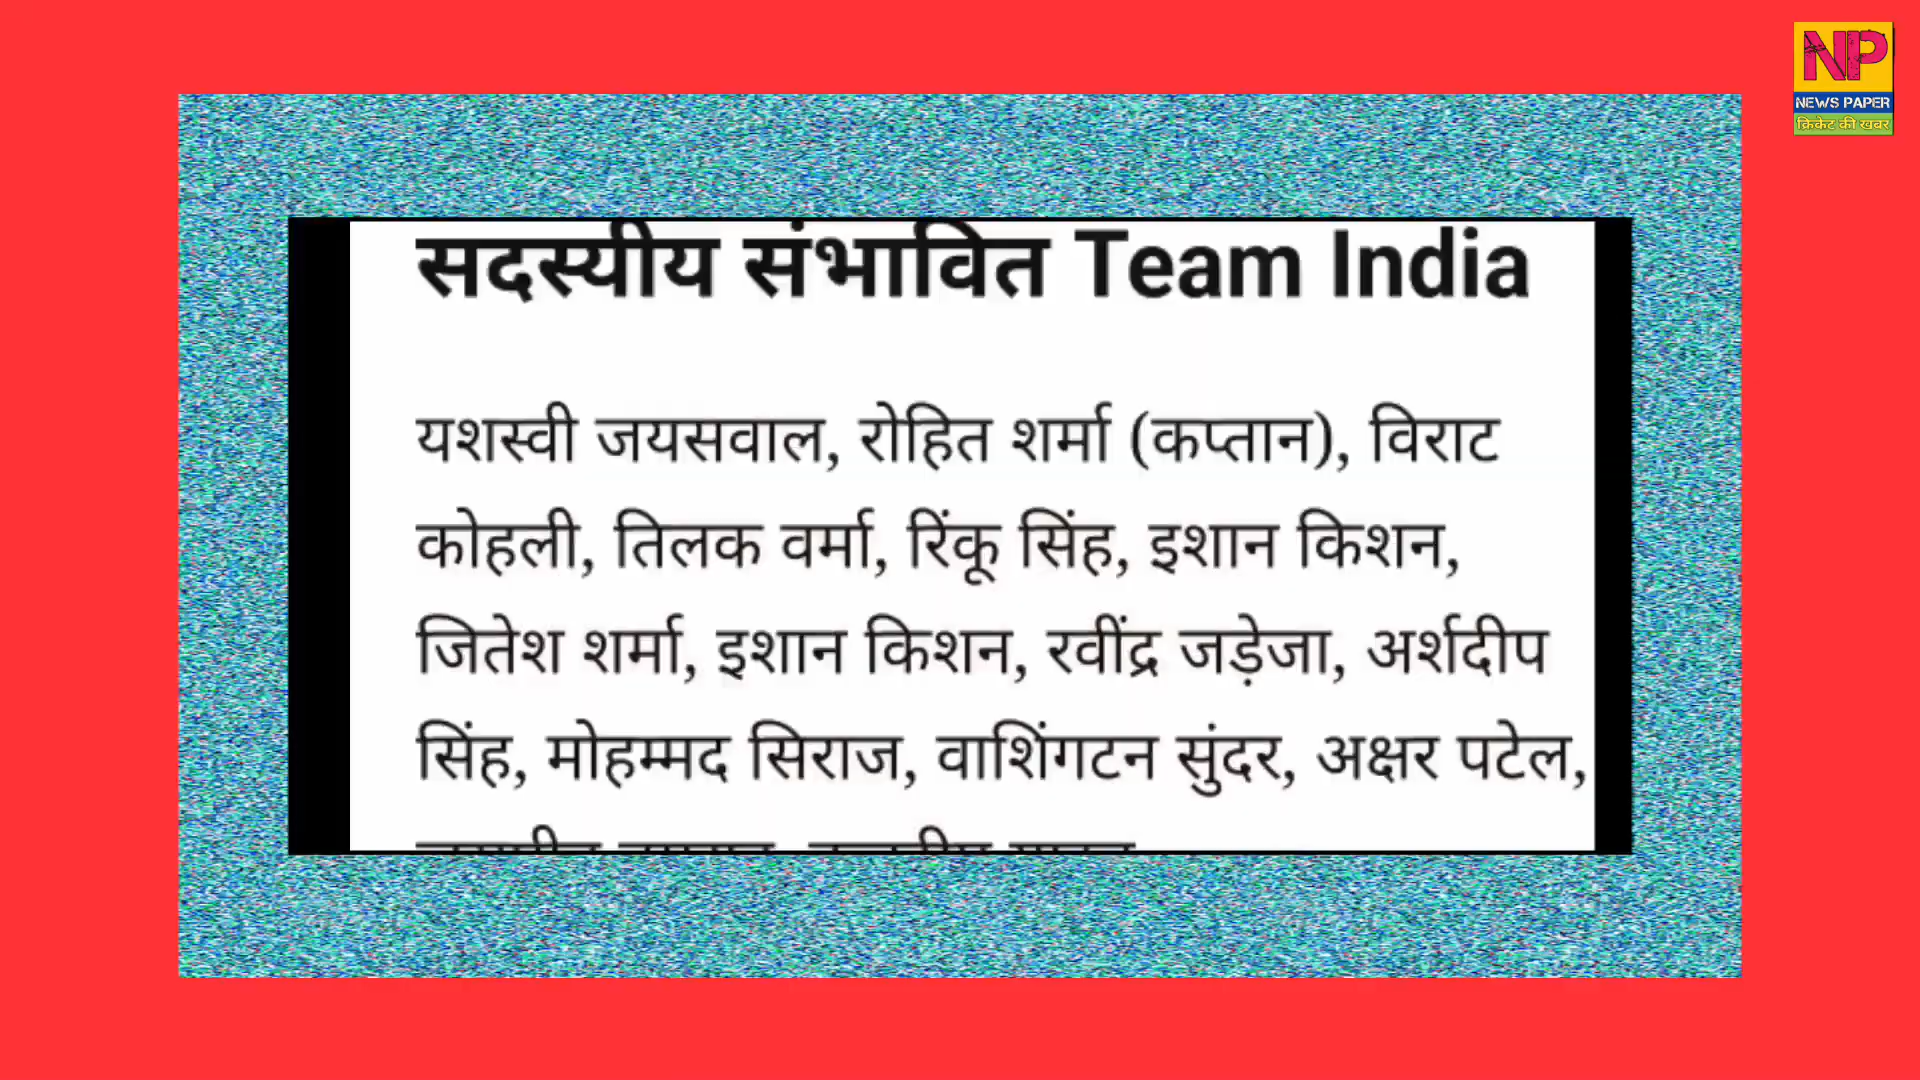 NP
NEWS PAPER
क्रिकेट की खबर
सदस्यीय संभावित Team India
यशस्वी जयसवाल, रोहित शर्मा (कप्तान), विराट
कोहली, तिलक वर्मा, रिंकू सिंह, इशान किशन,
जितेश शर्मा, इशान किशन, रवींद्र जड़ेजा, अर्शदीप
सिंह, मोहम्मद सिराज, वाशिंगटन सुंदर, अक्षर पटेल,